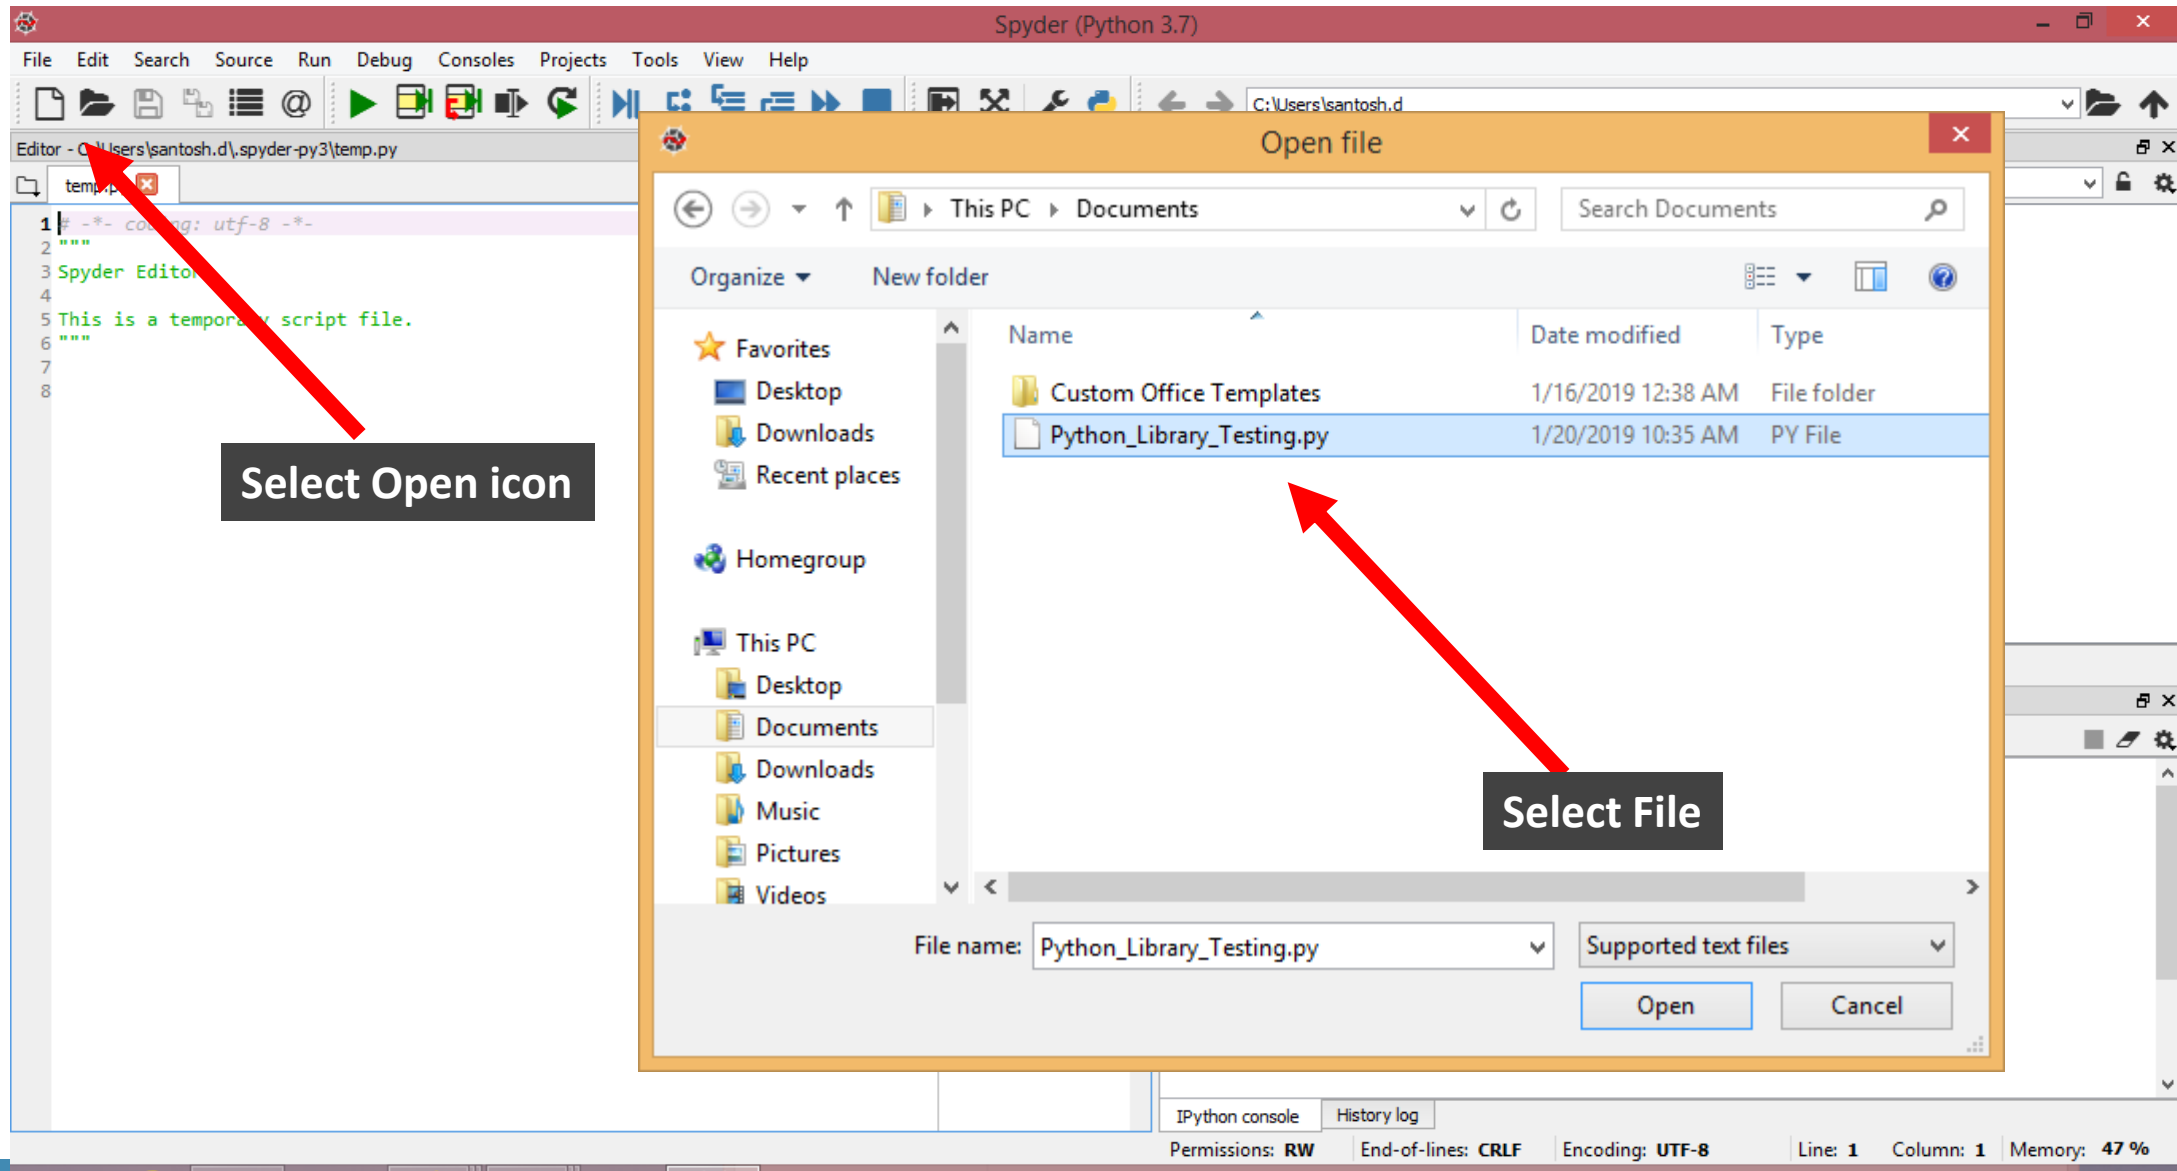 Spyder (Python 3.7)
File Edit Search Source Run Debug Consoles Projects Tools View Help
C:\Users\santosh.d
Editor - C:\Users\santosh.d\.spyder-py3\temp.py
temp.p
1 # -*- coding: utf-8 -*-
2 """
3 Spyder Editor
4
5 This is a temporary script file.
6 """
7
8
Select Open icon
Open file
This PC Documents
Search Documents
Organize New folder
Name Date modified Type
Custom Office Templates 1/16/2019 12:38 AM File folder
Python_Library_Testing.py 1/20/2019 10:35 AM PY File
Favorites
Desktop
Downloads
Recent places
Homegroup
This PC
Desktop
Documents
Downloads
Music
Pictures
Videos
Select File
File name: Python_Library_Testing.py Supported text files
Open Cancel
IPython console History log
Permissions: RW End-of-lines: CRLF Encoding: UTF-8 Line: 1 Column: 1 Memory: 47 %